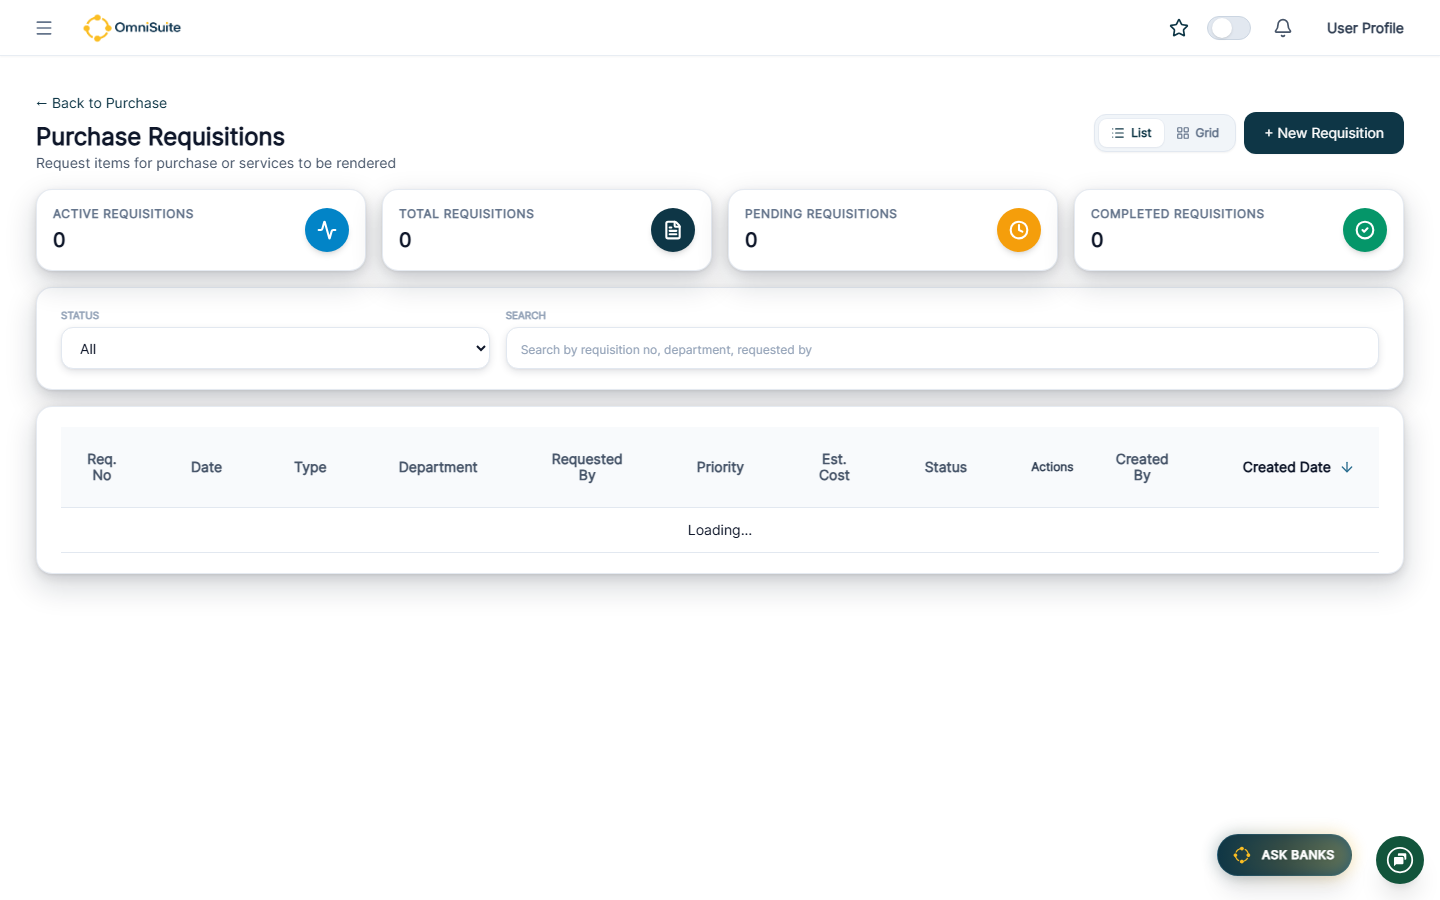 OmniSuite
User Profile
← Back to Purchase
Purchase Requisitions
Request items for purchase or services to be rendered
List
Grid
+ New Requisition
ACTIVE REQUISITIONS
0
TOTAL REQUISITIONS
0
PENDING REQUISITIONS
0
COMPLETED REQUISITIONS
0
STATUS
All
SEARCH
Search by requisition no, department, requested by
Req. No
Date
Type
Department
Requested By
Priority
Est. Cost
Status
Actions
Created By
Created Date ↓
Loading...
ASK BANKS